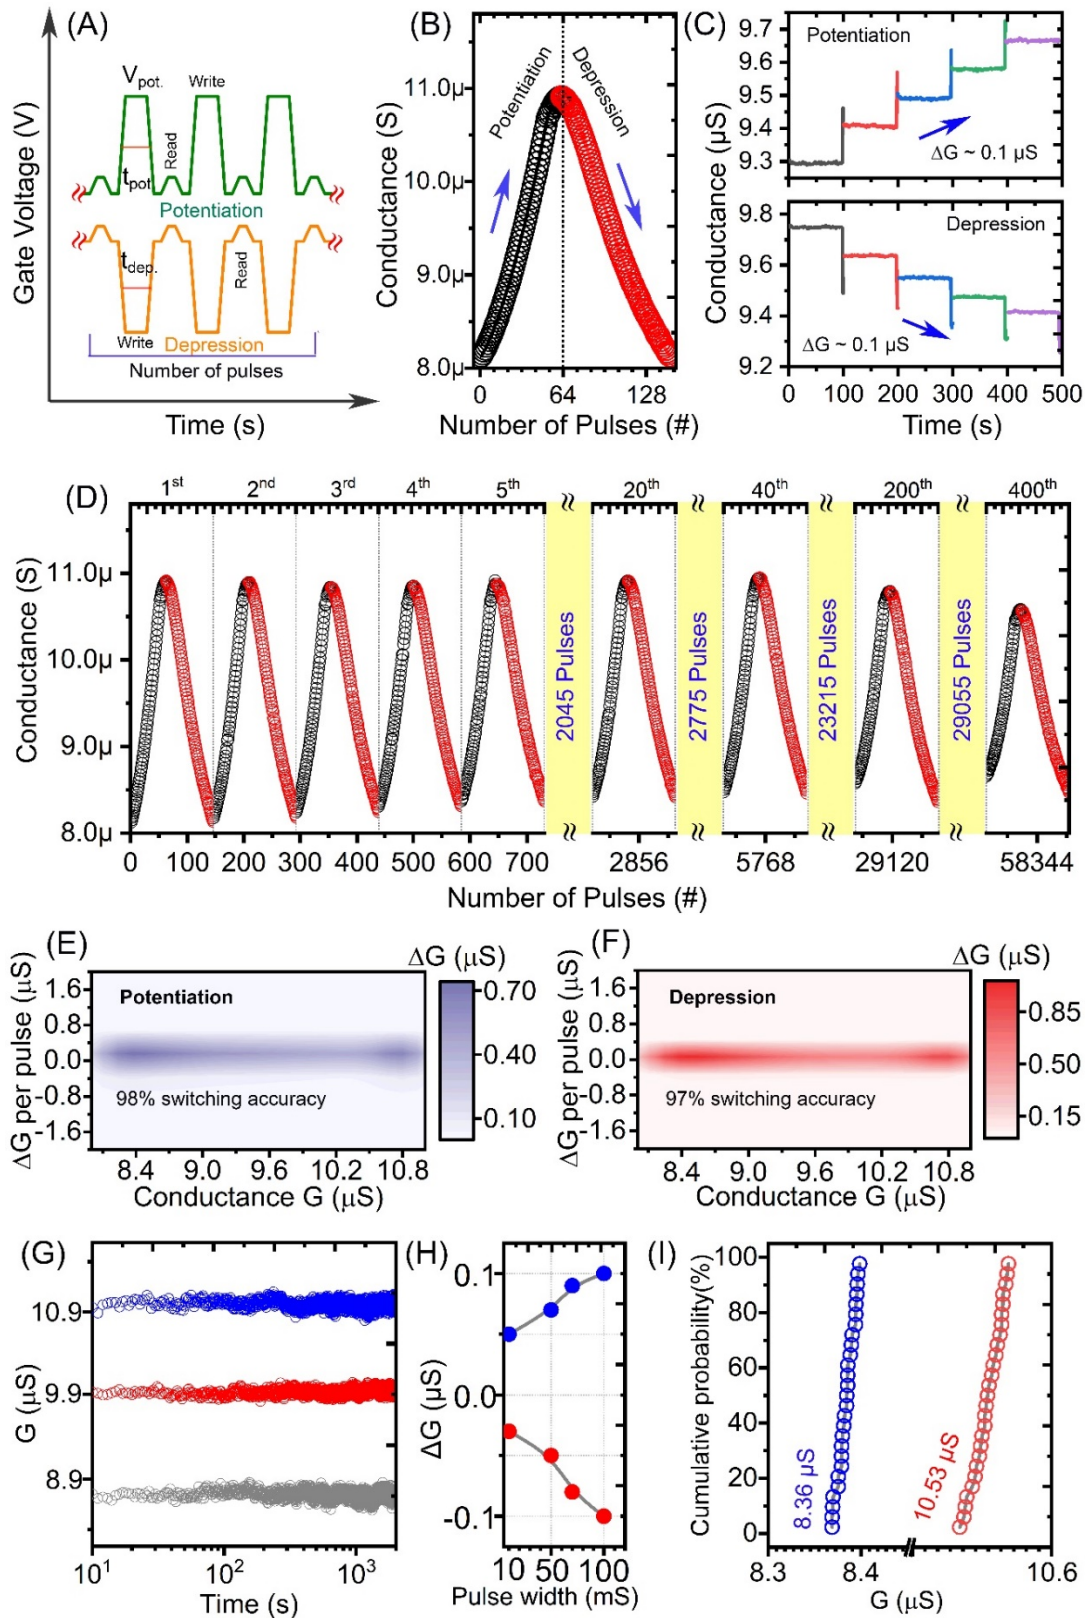 (A)
Gate Voltage (V)
V_pot.
Write
Read
t_pot.
Potentiation
t_dep.
Read
Write
Depression
Number of pulses
Time (s)
(B)
Conductance (S)
11.0μ
10.0μ
9.0μ
8.0μ
Potentiation
Depression
0 64 128
Number of Pulses (#)
(C)
Conductance (μS)
9.7
9.6
9.5
9.4
9.3
Potentiation
ΔG ~ 0.1 μS
9.8
9.6
9.4
9.2
Depression
ΔG ~ 0.1 μS
0 100 200 300 400 500
Time (s)
(D)
1st 2nd 3rd 4th 5th 20th 40th 200th 400th
Conductance (S)
11.0μ
10.0μ
9.0μ
8.0μ
2045 Pulses
2775 Pulses
23215 Pulses
29055 Pulses
0 100 200 300 400 500 600 700 2856 5768 29120 58344
Number of Pulses (#)
(E)
ΔG per pulse (μS)
1.6
0.8
0.0
-0.8
-1.6
Potentiation
98% switching accuracy
8.4 9.0 9.6 10.2 10.8
Conductance G (μS)
ΔG (μS)
0.70
0.40
0.10
(F)
ΔG per pulse (μS)
1.6
0.8
0.0
-0.8
-1.6
Depression
97% switching accuracy
8.4 9.0 9.6 10.2 10.8
Conductance G (μS)
ΔG (μS)
0.85
0.50
0.15
(G)
G (μS)
10.9
9.9
8.9
10^1 10^2 10^3
Time (s)
(H)
ΔG (μS)
0.1
0.0
-0.1
10 50 100
Pulse width (mS)
(I)
Cumulative probability(%)
100
80
60
40
20
0
8.36 μS
10.53 μS
8.3 8.4 10.6
G (μS)